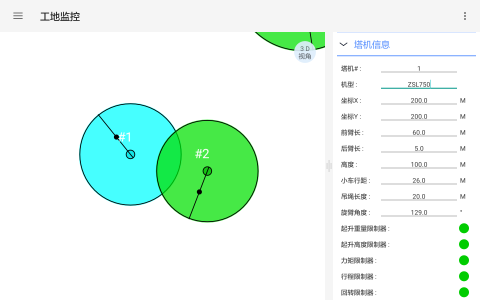 工地监控
3.0
视角
#1
#2
塔机信息
塔机#： 1
机型： ZSL750
坐标X： 200.0 M
坐标Y： 200.0 M
前臂长： 60.0 M
后臂长： 5.0 M
高度： 100.0 M
小车行距： 26.0 M
吊绳长度： 20.0 M
旋臂角度： 129.0 °
起升重量限制器：
起升高度限制器：
力矩限制器：
行程限制器：
回转限制器：